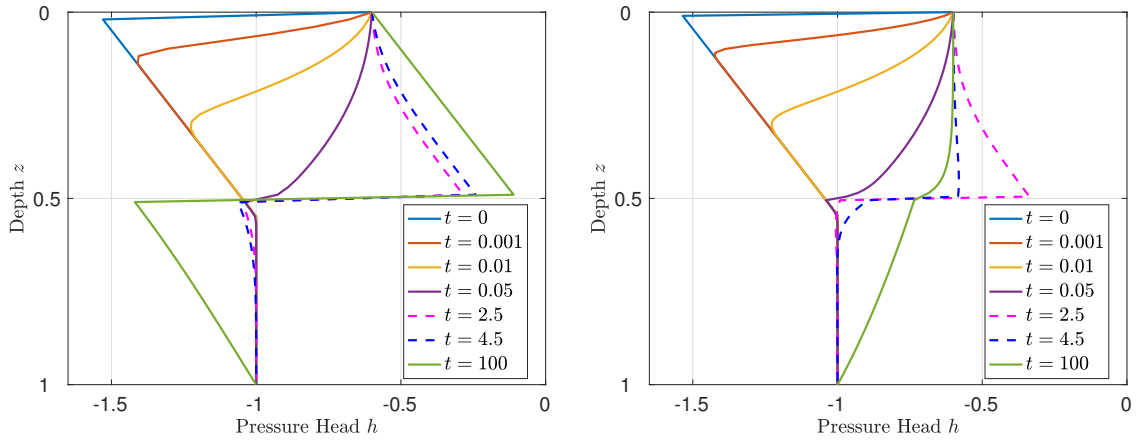 0
0.5
1
Depth z
-1.5
-1
-0.5
0
Pressure Head h
t = 0
t = 0.001
t = 0.01
t = 0.05
t = 2.5
t = 4.5
t = 100
0
0.5
1
Depth z
-1.5
-1
-0.5
0
Pressure Head h
t = 0
t = 0.001
t = 0.01
t = 0.05
t = 2.5
t = 4.5
t = 100